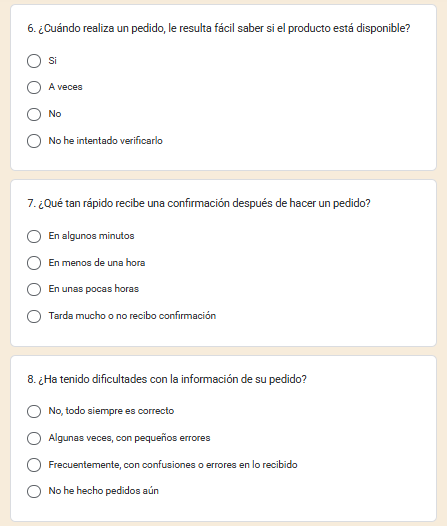 6. ¿Cuándo realiza un pedido, le resulta fácil saber si el producto está disponible?
Si
A veces
No
No he intentado verificarlo
7. ¿Qué tan rápido recibe una confirmación después de hacer un pedido?
En algunos minutos
En menos de una hora
En unas pocas horas
Tarda mucho o no recibo confirmación
8. ¿Ha tenido dificultades con la información de su pedido?
No, todo siempre es correcto
Algunas veces, con pequeños errores
Frecuentemente, con confusiones o errores en lo recibido
No he hecho pedidos aún